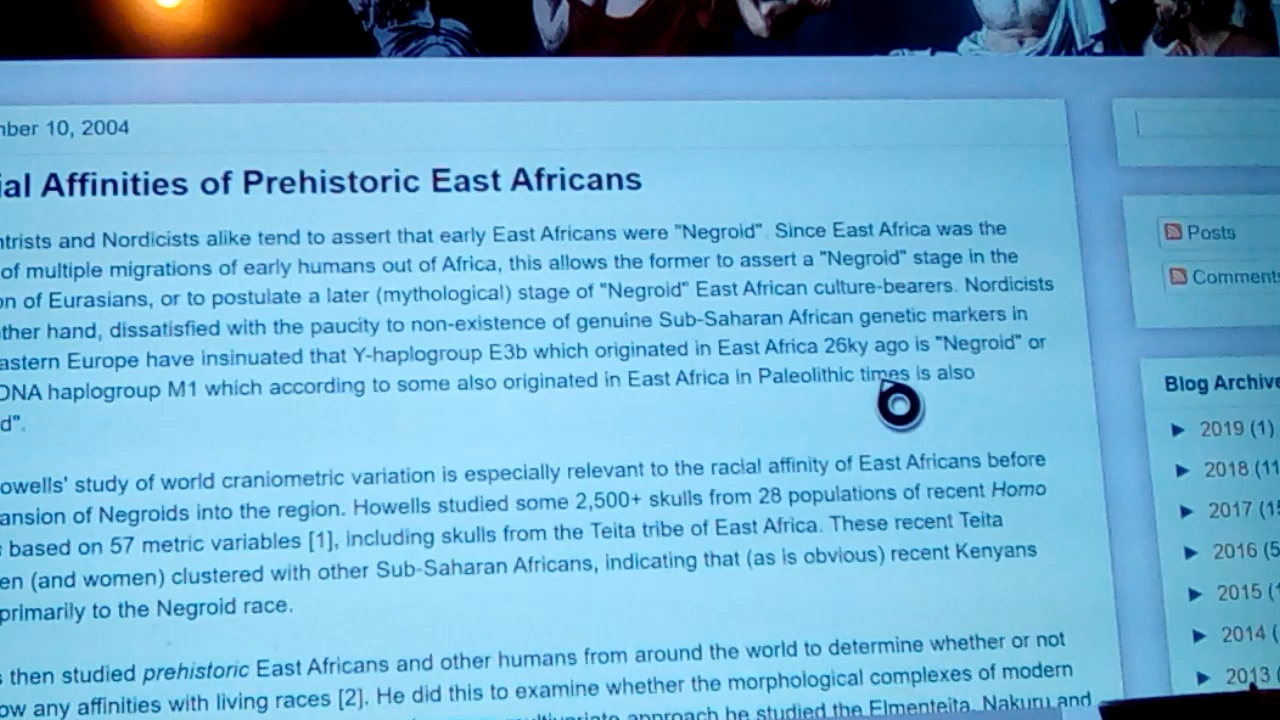 nber 10, 2004
ial Affinities of Prehistoric East Africans
ntrists and Nordicists alike tend to assert that early East Africans were "Negroid". Since East Africa was the
of multiple migrations of early humans out of Africa, this allows the former to assert a "Negroid" stage in the
on of Eurasians, or to postulate a later (mythological) stage of "Negroid" East African culture-bearers. Nordicists
ther hand, dissatisfied with the paucity to non-existence of genuine Sub-Saharan African genetic markers in
astern Europe have insinuated that Y-haplogroup E3b which originated in East Africa 26ky ago is "Negroid" or
DNA haplogroup M1 which according to some also originated in East Africa in Paleolithic times is also
d".
owells' study of world craniometric variation is especially relevant to the racial affinity of East Africans before
ansion of Negroids into the region. Howells studied some 2,500+ skulls from 28 populations of recent Homo
based on 57 metric variables [1], including skulls from the Teita tribe of East Africa. These recent Teita
en (and women) clustered with other Sub-Saharan Africans, indicating that (as is obvious) recent Kenyans
primarily to the Negroid race.
then studied prehistoric East Africans and other humans from around the world to determine whether or not
ow any affinities with living races [2]. He did this to examine whether the morphological complexes of modern
multivariate approach he studied the Elmenteita, Nakuru and
Posts
Comments
Blog Archive
► 2019 (1)
► 2018 (11
► 2017 (15
► 2016 (5
► 2015 (1
► 2014 (
► 2013 (